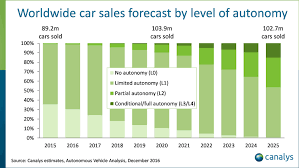 Worldwide car sales forecast by level of autonomy
89.2m
cars sold
103.9m
cars sold
102.7m
cars sold
100%
90%
80%
70%
60%
50%
40%
30%
20%
10%
0%
No autonomy (L0)
Limited autonomy (L1)
Partial autonomy (L2)
Conditional/full autonomy (L3/L4)
2015 2016 2017 2018 2019 2020 2021 2022 2023 2024 2025
Source: Canalys estimates, Autonomous Vehicle Analysis, December 2016
canalys